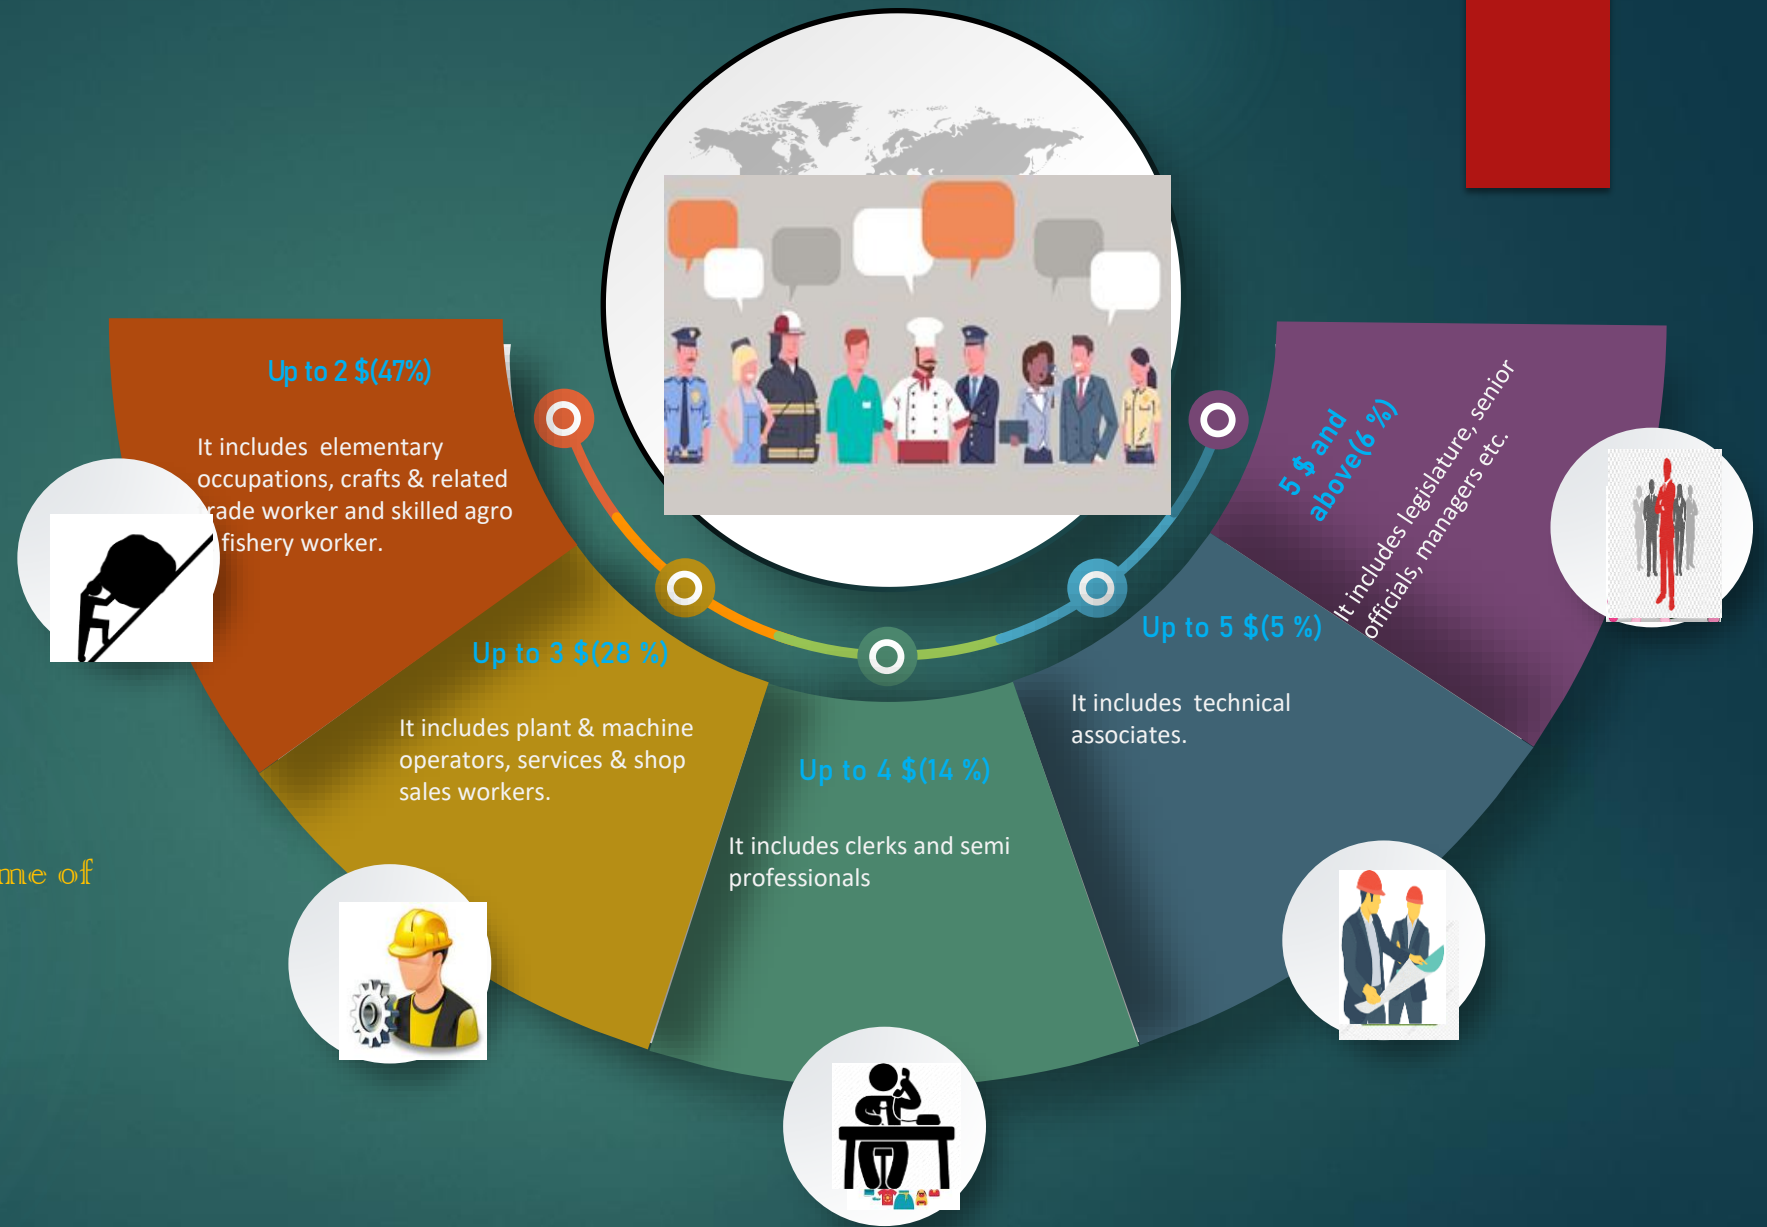 Up to 2 $(47%)
It includes elementary
occupations, crafts & related
rade worker and skilled agro
fishery worker.
Up to 3 $(28 %)
It includes plant & machine
operators, services & shop
sales workers.
Up to 4 $(14 %)
It includes clerks and semi
professionals
Up to 5 $(5 %)
It includes technical
associates.
5 $ and
above(6 %)
It includes legislature, senior
officials, managers etc.
me of